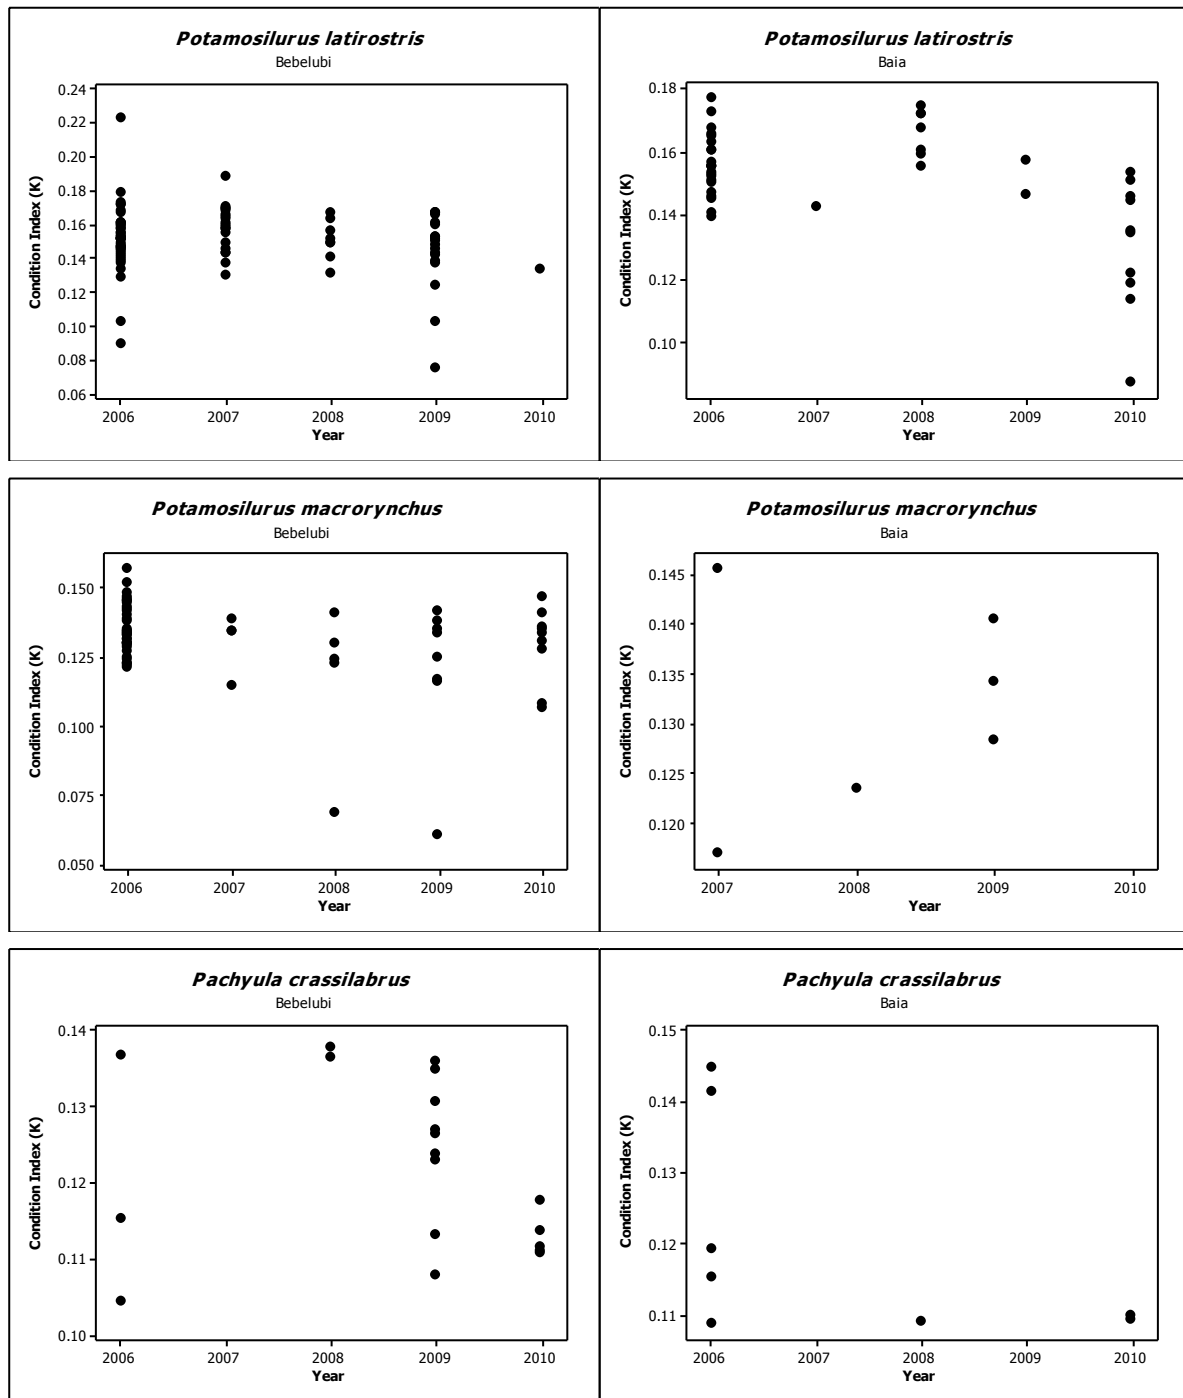 Potamosilurus latirostris
Bebelubi
0.24
0.22
0.20
0.18
0.16
0.14
0.12
0.10
0.08
0.06
Condition Index (K)
2006 2007 2008 2009 2010
Year
Potamosilurus latirostris
Baia
0.18
0.16
0.14
0.12
0.10
Condition Index (K)
2006 2007 2008 2009 2010
Year
Potamosilurus macrorynchus
Bebelubi
0.150
0.125
0.100
0.075
0.050
Condition Index (K)
2006 2007 2008 2009 2010
Year
Potamosilurus macrorynchus
Baia
0.145
0.140
0.135
0.130
0.125
0.120
Condition Index (K)
2007 2008 2009 2010
Year
Pachyula crassilabrus
Bebelubi
0.14
0.13
0.12
0.11
0.10
Condition Index (K)
2006 2007 2008 2009 2010
Year
Pachyula crassilabrus
Baia
0.15
0.14
0.13
0.12
0.11
Condition Index (K)
2006 2007 2008 2009 2010
Year